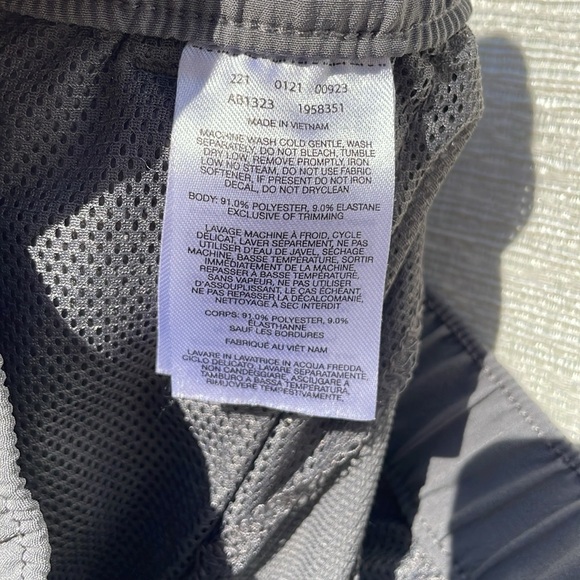 221 0121 00923
AB1323 1958351
MADE IN VIETNAM
MACHINE WASH COLD GENTLE, WASH
SEPARATELY, DO NOT BLEACH, TUMBLE
DRY LOW, REMOVE PROMPTLY, IRON
LOW, NO STEAM, DO NOT USE FABRIC
SOFTENER, IF PRESENT DO NOT IRON
DECAL, DO NOT DRYCLEAN
BODY: 91.0% POLYESTER, 9.0% ELASTANE
EXCLUSIVE OF TRIMMING
LAVAGE MACHINE À FROID, CYCLE
DÉLICAT, LAVER SÉPARÉMENT, NE PAS
UTILISER D'EAU DE JAVEL, SÉCHAGE
MACHINE, BASSE TEMPÉRATURE, SORTIR
IMMÉDIATEMENT DE LA MACHINE,
REPASSER À BASSE TEMPÉRATURE,
SANS VAPEUR, NE PAS UTILISER
D'ASSOUPLISSANT, LE CAS ÉCHÉANT,
NE PAS REPASSER LA DÉCALCOMANIE,
NETTOYAGE À SEC INTERDIT
CORPS: 91.0% POLYESTER, 9.0%
ÉLASTHANNE
SAUF LES BORDURES
FABRIQUÉ AU VIÊT NAM
LAVARE IN LAVATRICE IN ACQUA FREDDA,
CICLO DELICATO, LAVARE SEPARATAMENTE,
NON CANDEGGIARE, ASCIUGARE A
TAMBURO A BASSA TEMPERATURA,
RIMUOVERE TEMPESTIVAMENTE,